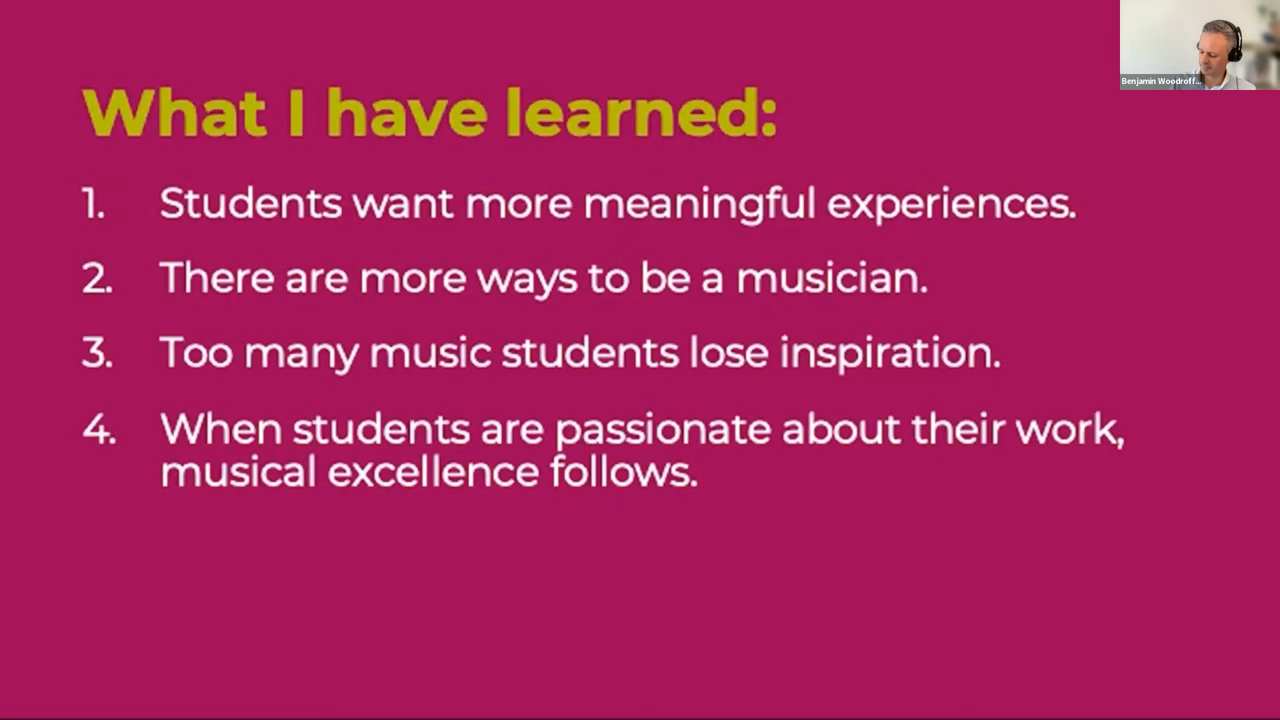 What I have learned:
1. Students want more meaningful experiences.
2. There are more ways to be a musician.
3. Too many music students lose inspiration.
4. When students are passionate about their work,
musical excellence follows.
Benjamin Woodroff...